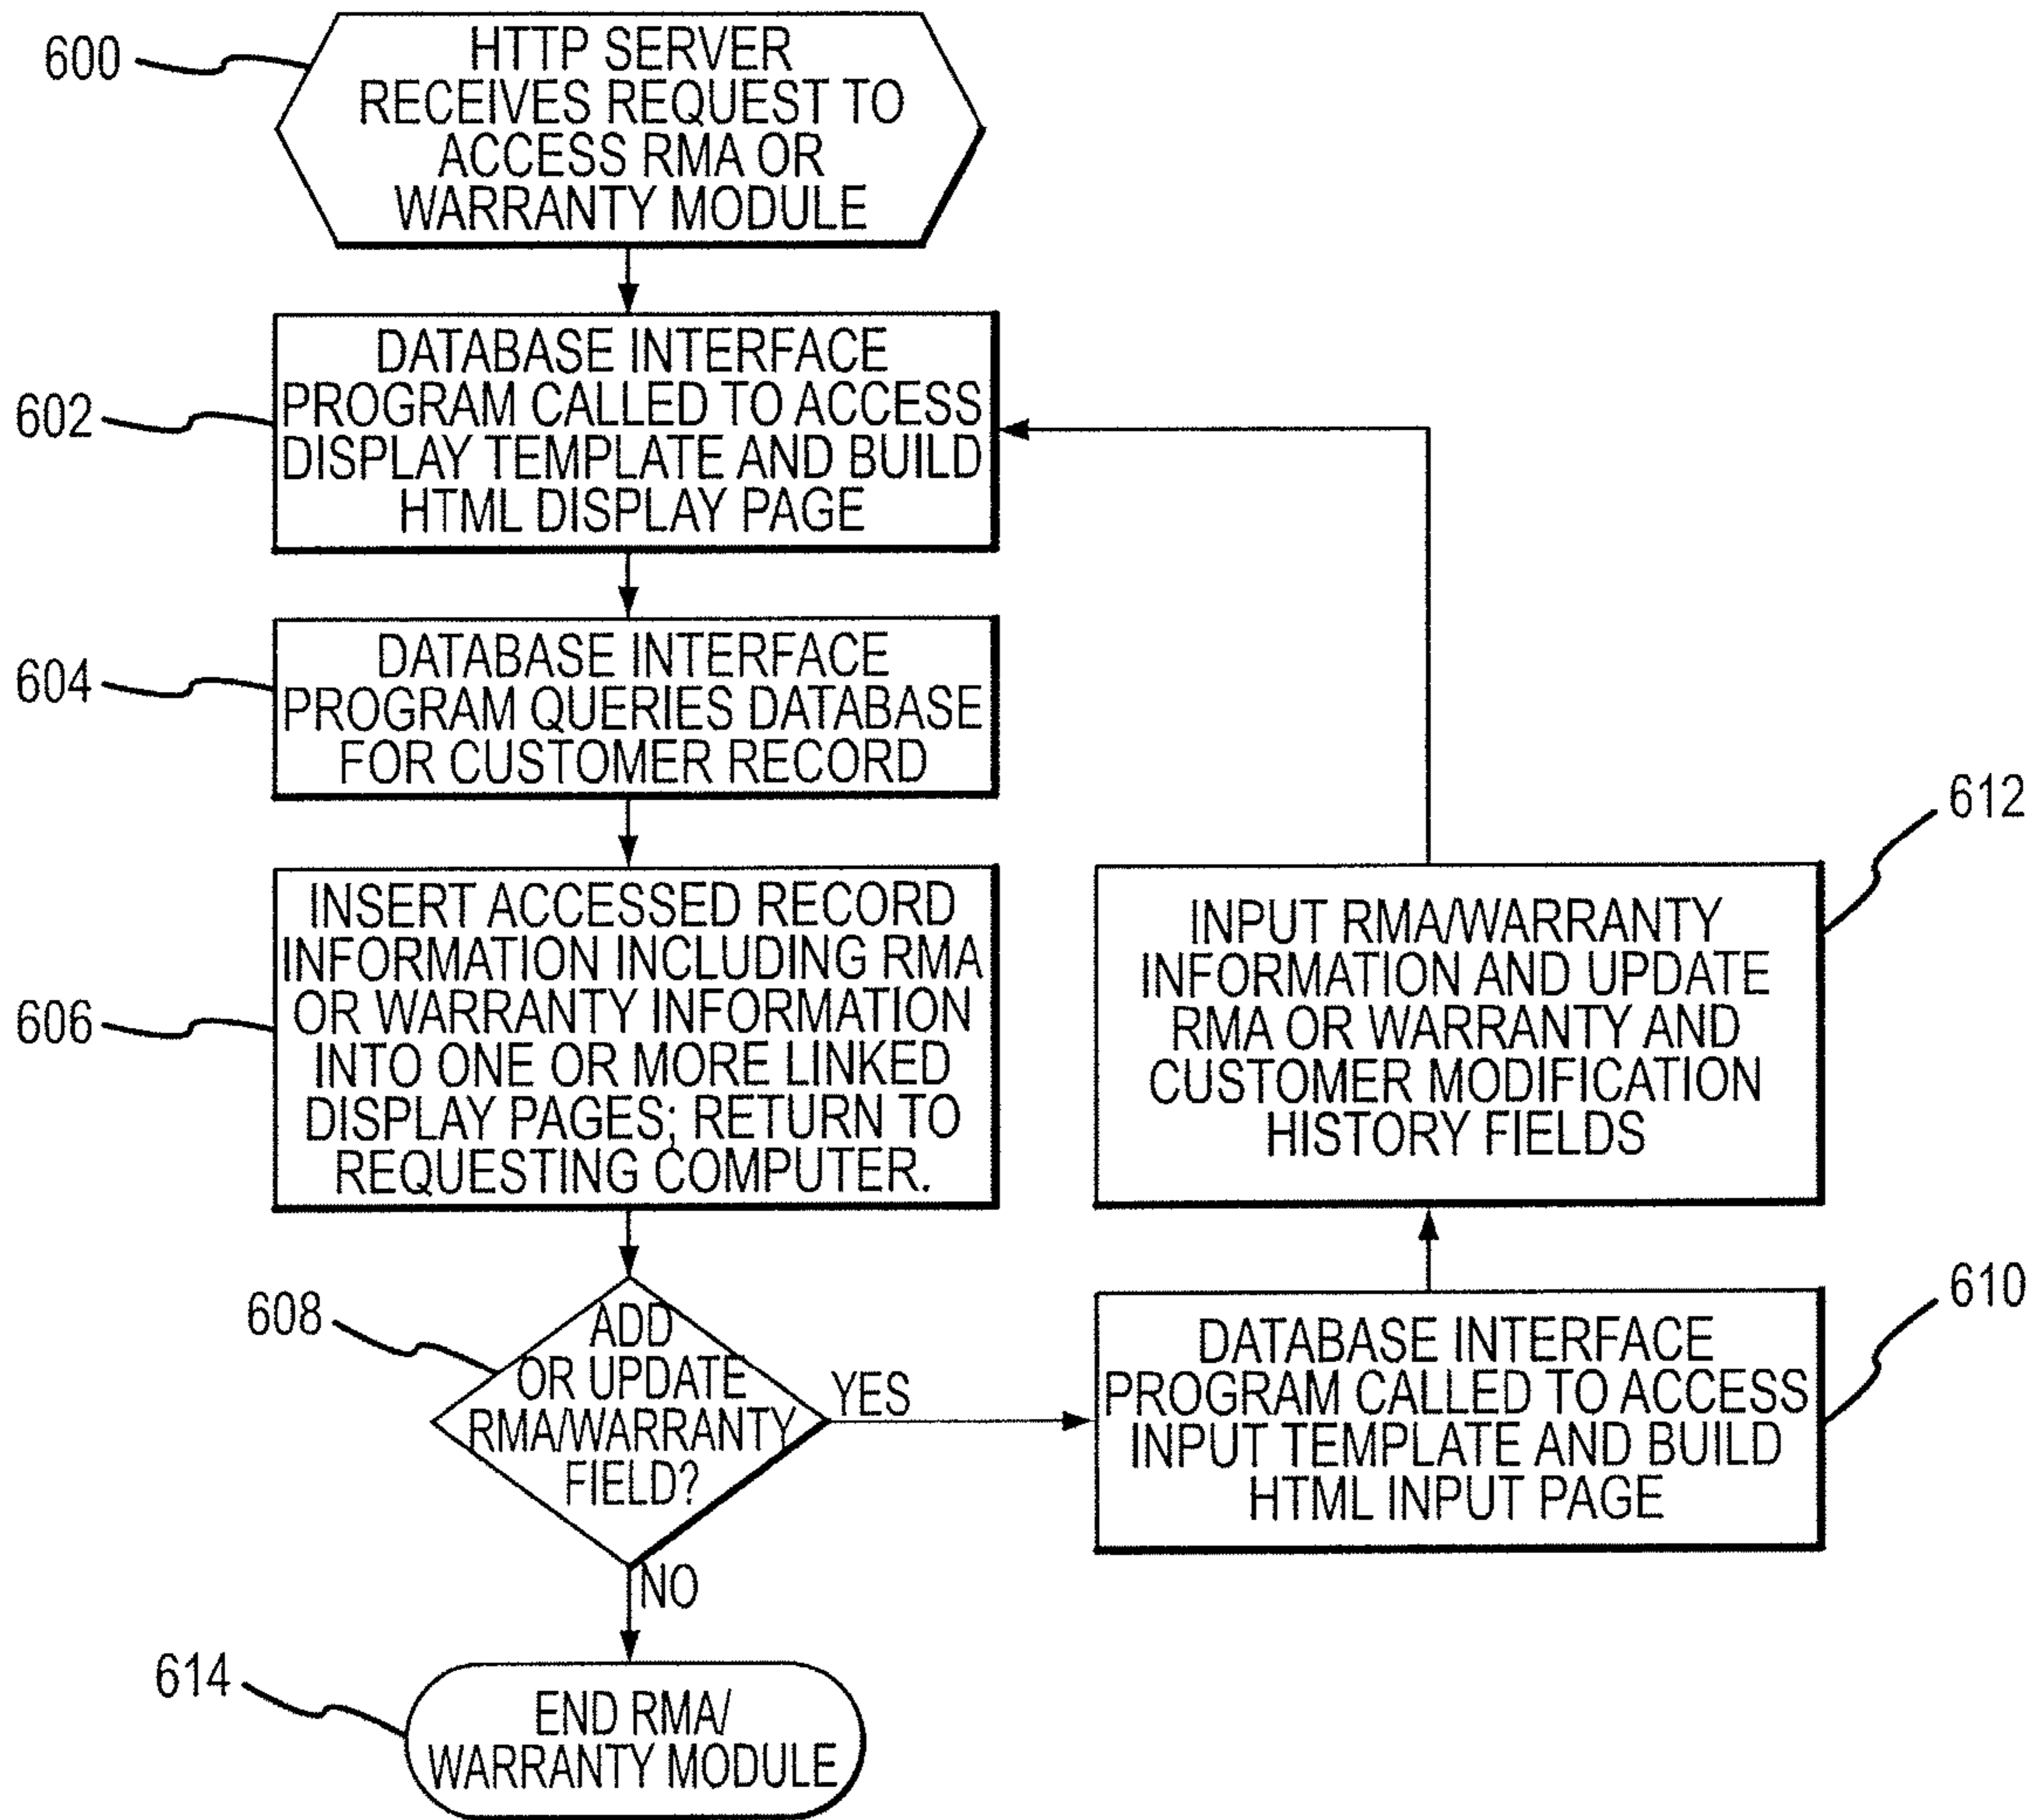 600
HTTP SERVER
RECEIVES REQUEST TO
ACCESS RMA OR
WARRANTY MODULE
602
DATABASE INTERFACE
PROGRAM CALLED TO ACCESS
DISPLAY TEMPLATE AND BUILD
HTML DISPLAY PAGE
604
DATABASE INTERFACE
PROGRAM QUERIES DATABASE
FOR CUSTOMER RECORD
606
INSERT ACCESSED RECORD
INFORMATION INCLUDING RMA
OR WARRANTY INFORMATION
INTO ONE OR MORE LINKED
DISPLAY PAGES; RETURN TO
REQUESTING COMPUTER.
608
ADD
OR UPDATE
RMA/WARRANTY
FIELD?
YES
NO
610
DATABASE INTERFACE
PROGRAM CALLED TO ACCESS
INPUT TEMPLATE AND BUILD
HTML INPUT PAGE
612
INPUT RMA/WARRANTY
INFORMATION AND UPDATE
RMA OR WARRANTY AND
CUSTOMER MODIFICATION
HISTORY FIELDS
614
END RMA/
WARRANTY MODULE